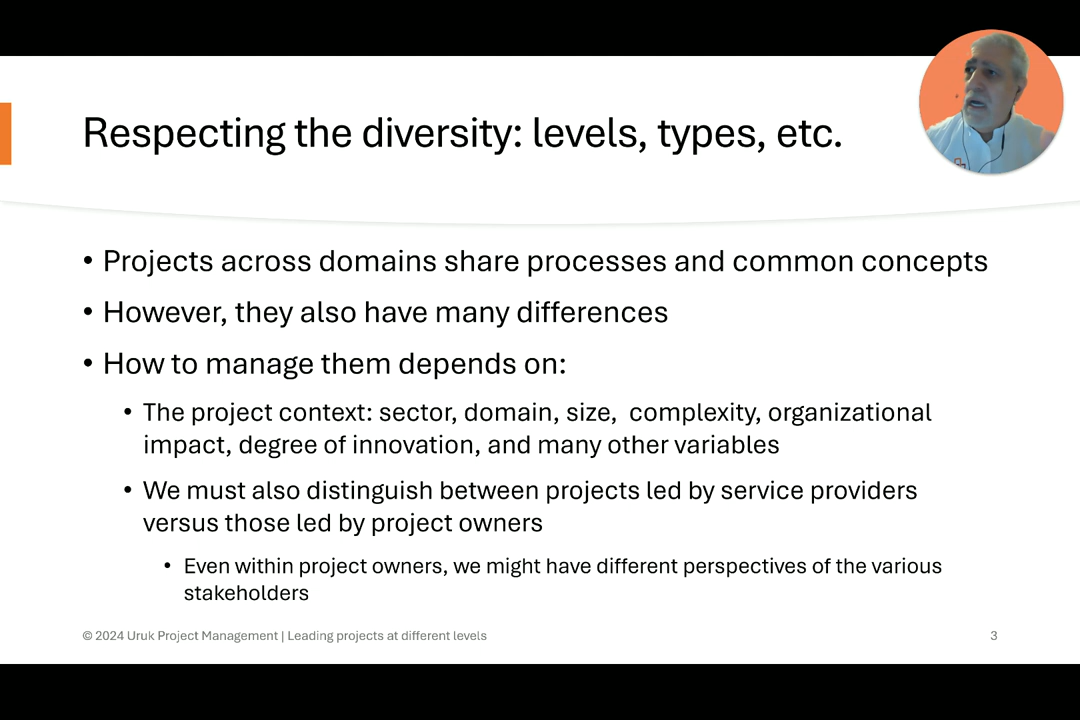 Respecting the diversity: levels, types, etc.
• Projects across domains share processes and common concepts
• However, they also have many differences
• How to manage them depends on:
• The project context: sector, domain, size,  complexity, organizational
impact, degree of innovation, and many other variables
• We must also distinguish between projects led by service providers
versus those led by project owners
• Even within project owners, we might have different perspectives of the various
stakeholders
© 2024 Uruk Project Management | Leading projects at different levels
3